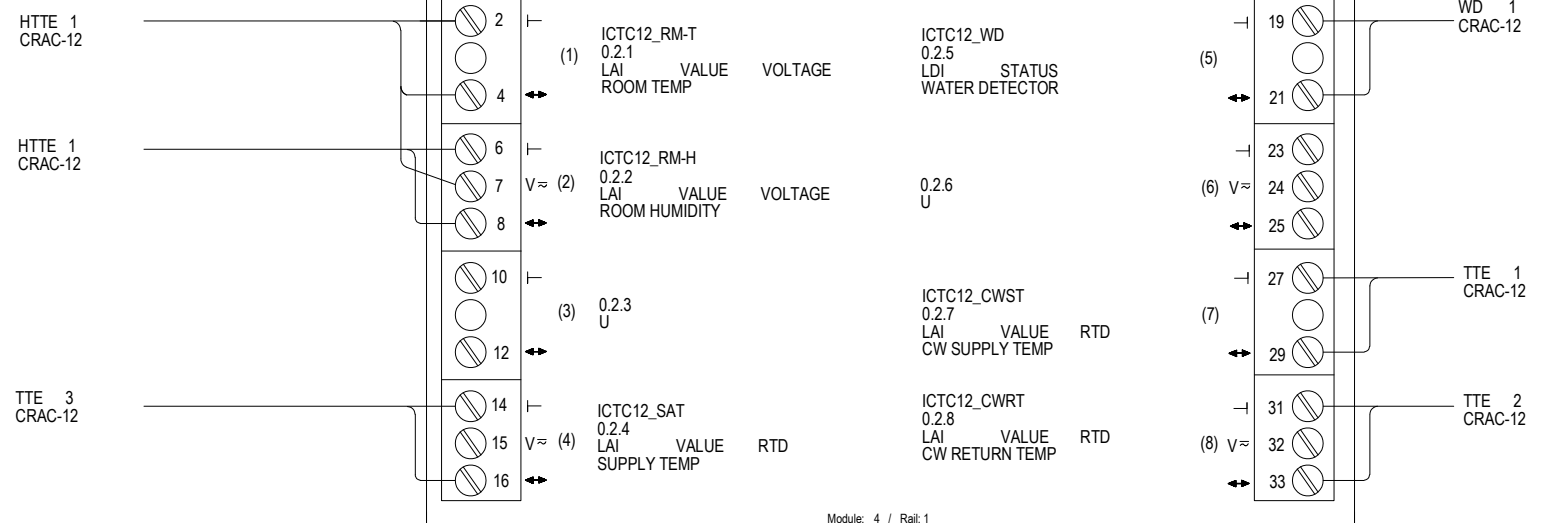 HTTE 1
CRAC-12
2
4
(1)
ICTC12_RM-T
0.2.1
LAI VALUE VOLTAGE
ROOM TEMP
ICTC12_WD
0.2.5
LDI STATUS
WATER DETECTOR
(5)
19
21
WD 1
CRAC-12
HTTE 1
CRAC-12
6
7
8
V≂ (2)
ICTC12_RM-H
0.2.2
LAI VALUE VOLTAGE
ROOM HUMIDITY
0.2.6
U
(6) V≂
23
24
25
10
12
(3)
0.2.3
U
ICTC12_CWST
0.2.7
LAI VALUE RTD
CW SUPPLY TEMP
(7)
27
29
TTE 1
CRAC-12
TTE 3
CRAC-12
14
15
16
V≂ (4)
ICTC12_SAT
0.2.4
LAI VALUE RTD
SUPPLY TEMP
ICTC12_CWRT
0.2.8
LAI VALUE RTD
CW RETURN TEMP
(8) V≂
31
32
33
TTE 2
CRAC-12
Module: 4 / Rail: 1